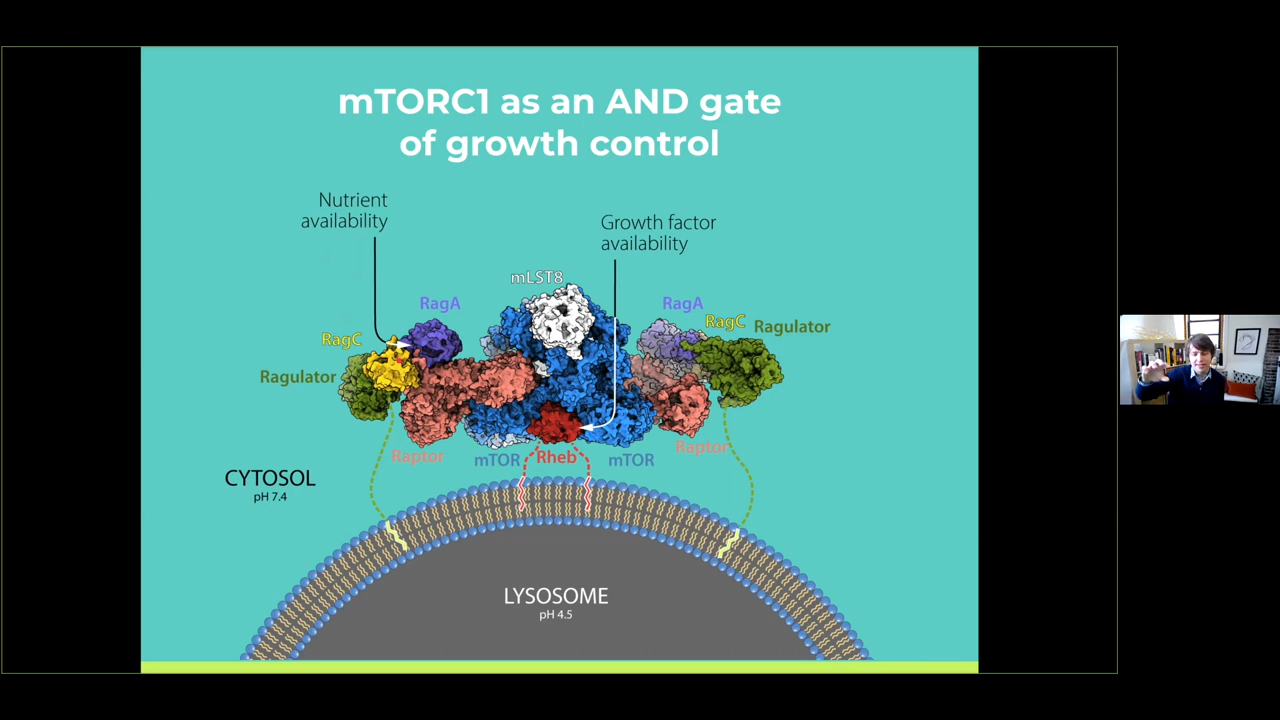 mTORC1 as an AND gate
of growth control
Nutrient
availability
Growth factor
availability
mLST8
RagA
RagA
RagC
Ragulator
RagC
Ragulator
Raptor
mTOR
Rheb
mTOR
Raptor
CYTOSOL
pH 7.4
LYSOSOME
pH 4.5